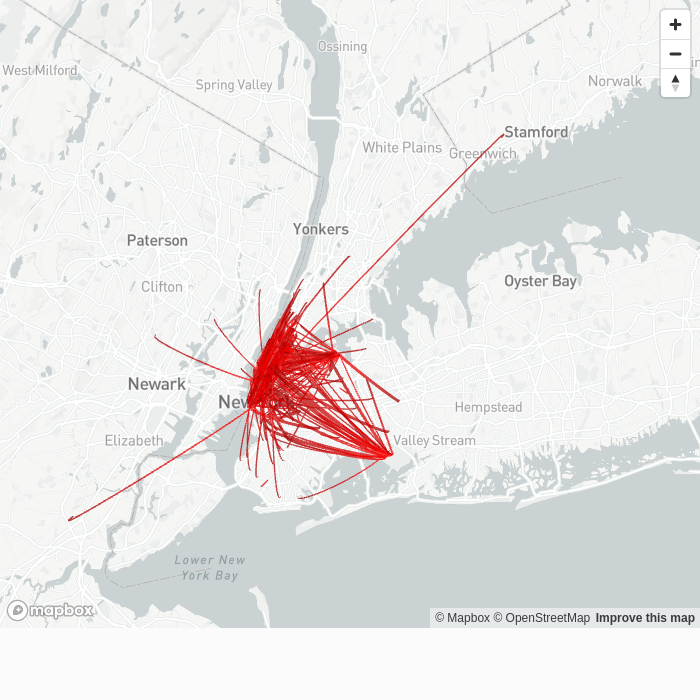 Ossining
West Milford
Spring Valley
Norwalk
Stamford
White Plains
Greenwich
Yonkers
Paterson
Oyster Bay
Clifton
Newark
Hempstead
Elizabeth
Valley Stream
Lower New
York Bay
mapbox
© Mapbox © OpenStreetMap Improve this map